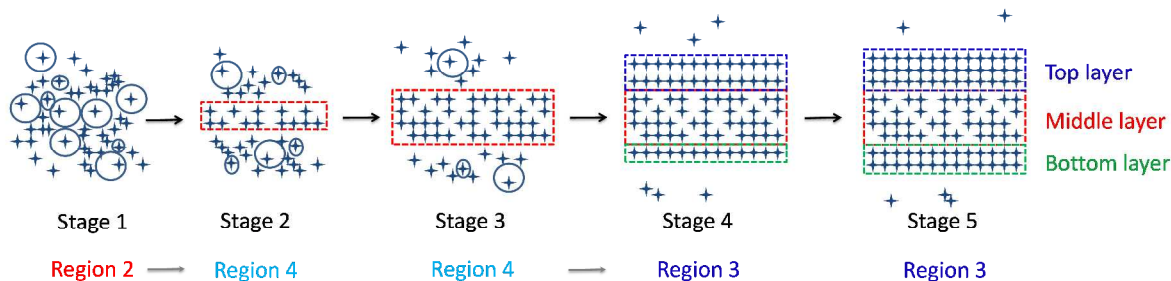 Top layer
Middle layer
Bottom layer
Stage 1
Stage 2
Stage 3
Stage 4
Stage 5
Region 2
Region 4
Region 4
Region 3
Region 3